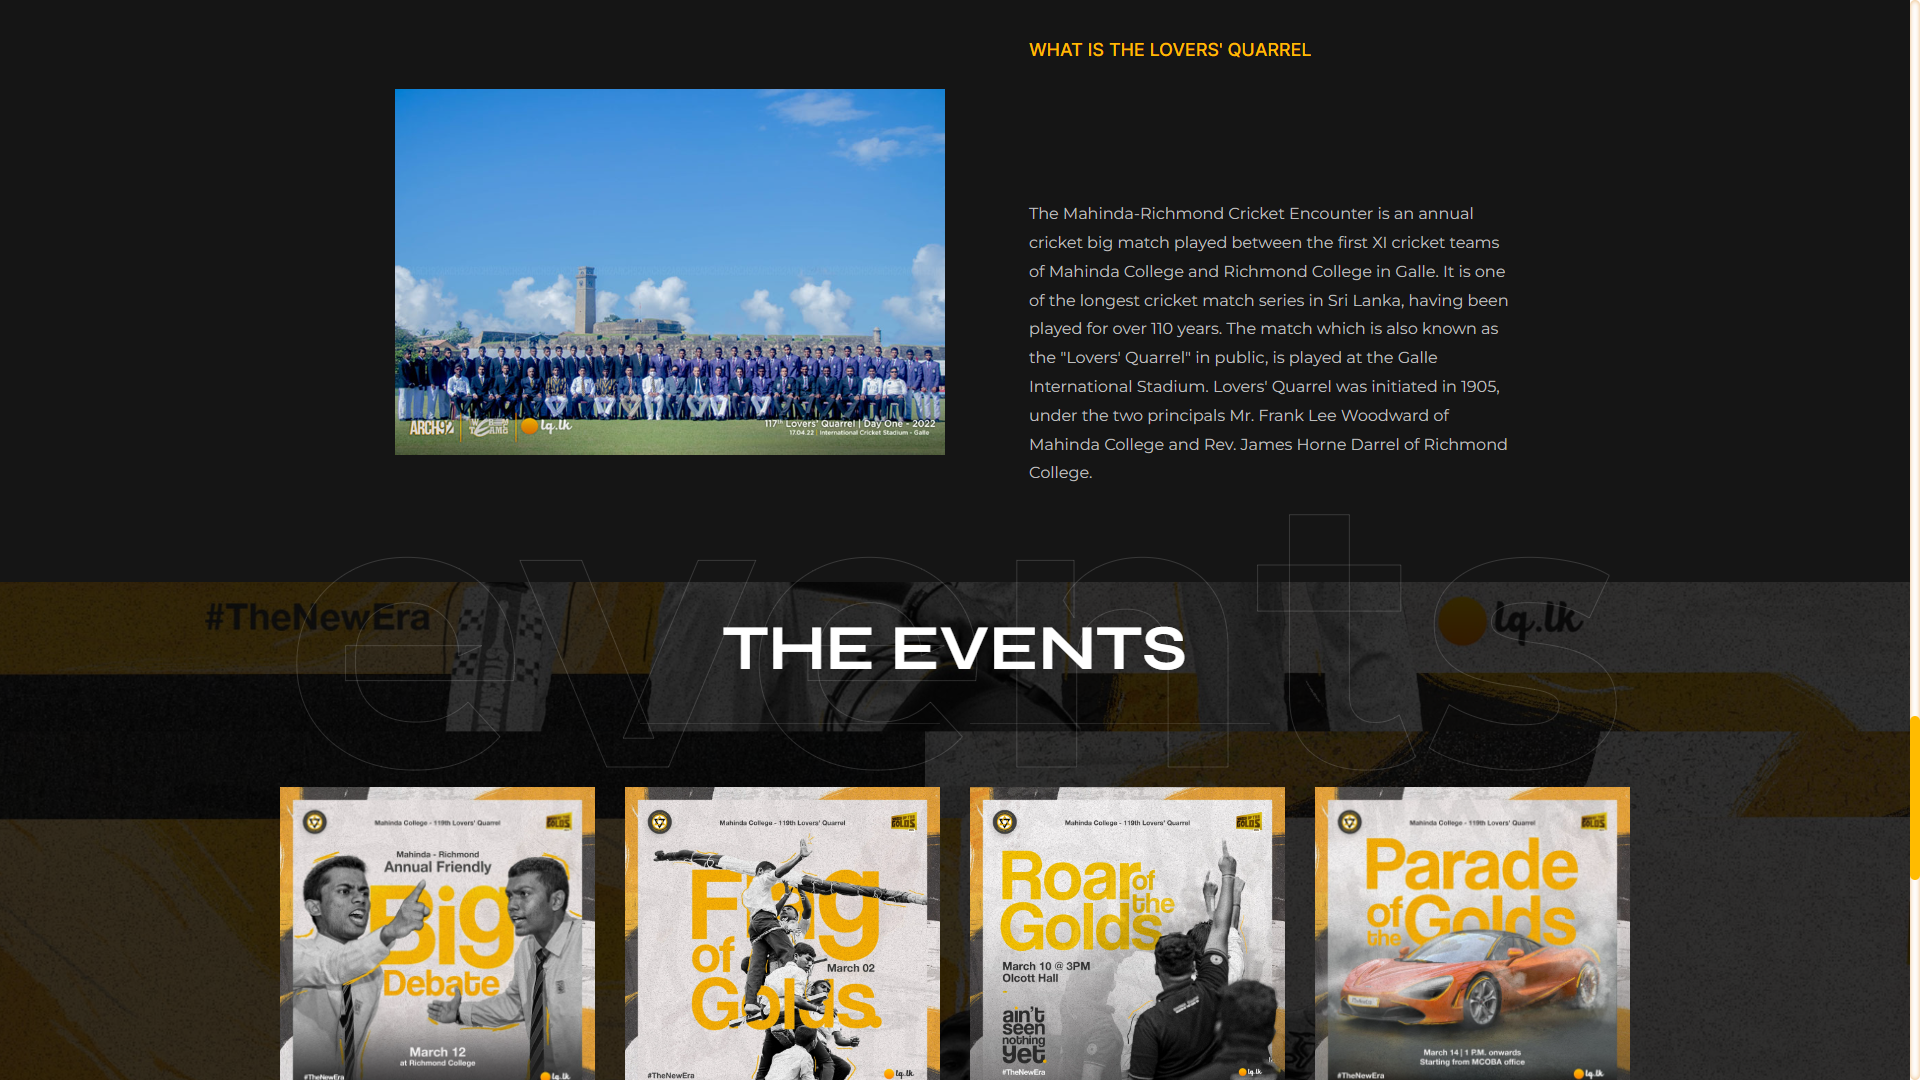 WHAT IS THE LOVERS' QUARREL
The Mahinda-Richmond Cricket Encounter is an annual
cricket big match played between the first XI cricket teams
of Mahinda College and Richmond College in Galle. It is one
of the longest cricket match series in Sri Lanka, having been
played for over 110 years. The match which is also known as
the "Lovers' Quarrel" in public, is played at the Galle
International Stadium. Lovers' Quarrel was initiated in 1905,
under the two principals Mr. Frank Lee Woodward of
Mahinda College and Rev. James Horne Darrel of Richmond
College.
lq.lk
117th Lovers' Quarrel | Day One - 2022
17.04.22 | International Cricket Stadium - Galle
events
#TheNewEra
lq.lk
THE EVENTS
Mahinda College - 119th Lovers' Quarrel
Mahinda - Richmond
Annual Friendly
Big
Debate
March 12
at Richmond College
#TheNewEra
lq.lk
Mahinda College - 119th Lovers' Quarrel
Flag
of
March 02
Golds
#TheNewEra
lq.lk
Mahinda College - 119th Lovers' Quarrel
Roar of
the
Golds
March 10 @ 3PM
Olcott Hall
ain't
seen
nothing
yet.
#TheNewEra
lq.lk
Mahinda College - 119th Lovers' Quarrel
Parade
of the Golds
March 14 | 1 P.M. onwards
Starting from MCOBA office
#TheNewEra
lq.lk